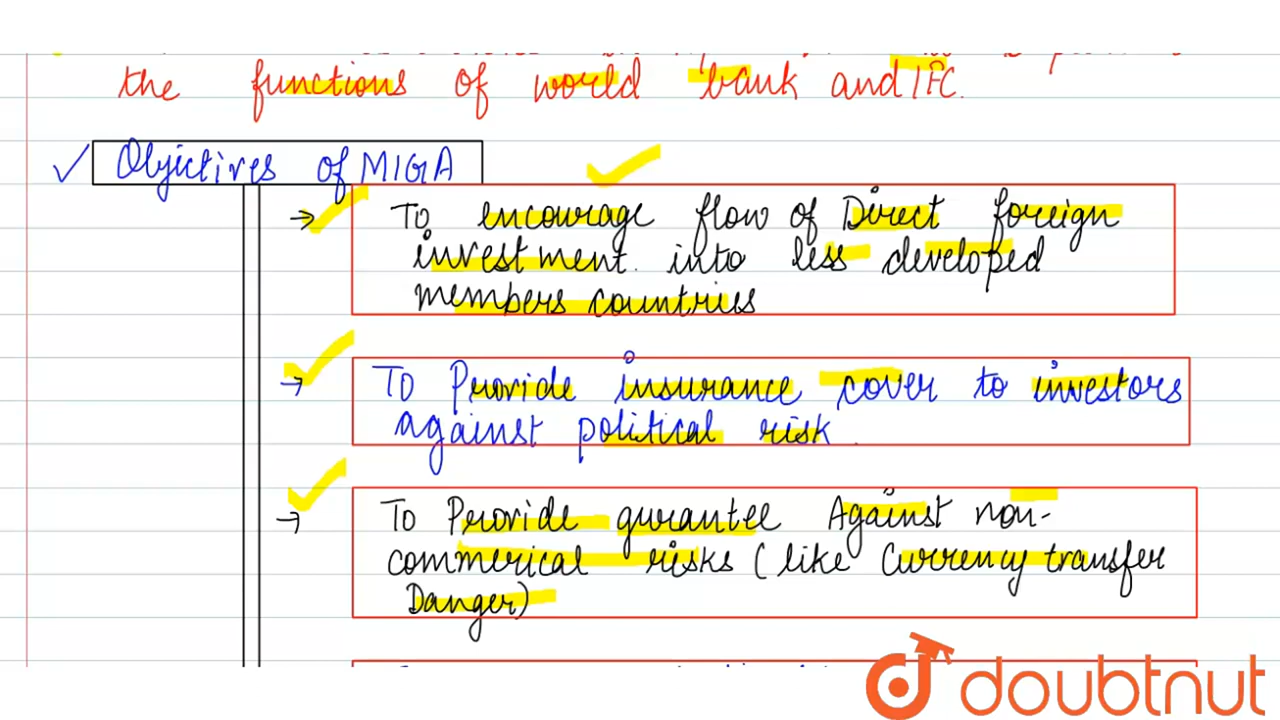 the functions of world bank and IFC.
Objictives of MIGA
→ To encourage flow of Direct foreign
investment. into less developed
members countries
→ To Provide insurance cover to investors
against political risk.
→ To Provide gurantee Against non-
commerical risks (like Currency transfer
Danger)
doubtnut